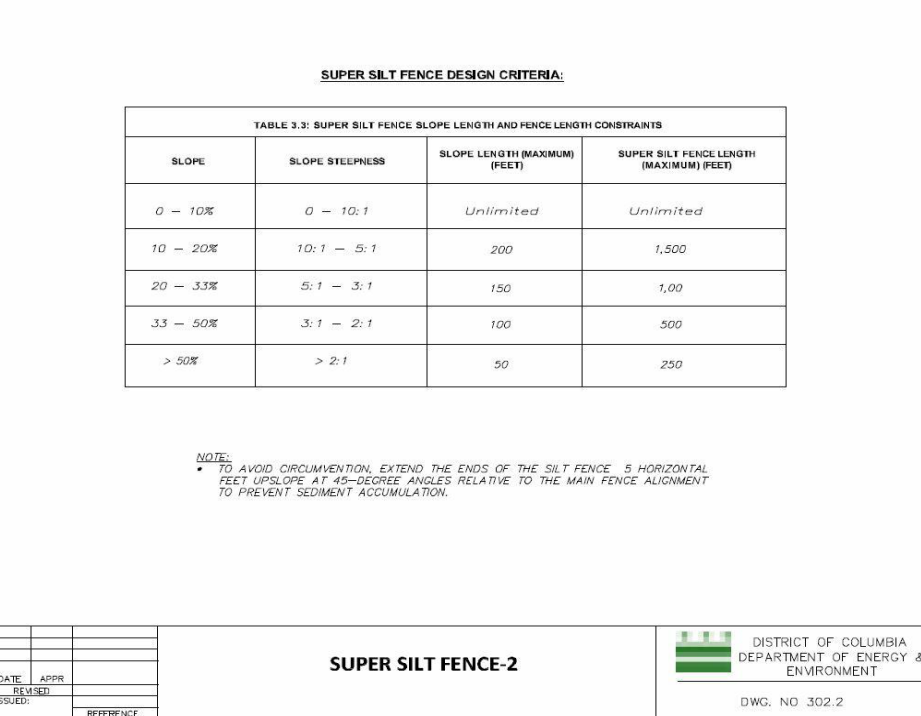 SUPER SILT FENCE DESIGN CRITERIA:
TABLE 3.3: SUPER SILT FENCE SLOPE LENGTH AND FENCE LENGTH CONSTRAINTS
SLOPE SLOPE STEEPNESS SLOPE LENGTH (MAXIMUM) (FEET) SUPER SILT FENCE LENGTH (MAXIMUM) (FEET)
0 – 10% 0 – 10:1 Unlimited Unlimited
10 – 20% 10:1 – 5:1 200 1,500
20 – 33% 5:1 – 3:1 150 1,00
33 – 50% 3:1 – 2:1 100 500
> 50% > 2:1 50 250
NOTE:
• TO AVOID CIRCUMVENTION, EXTEND THE ENDS OF THE SILT FENCE 5 HORIZONTAL
FEET UPSLOPE AT 45–DEGREE ANGLES RELATIVE TO THE MAIN FENCE ALIGNMENT
TO PREVENT SEDIMENT ACCUMULATION.
DATE APPR
REVISED
ISSUED:
REFERENCE
SUPER SILT FENCE-2
DISTRICT OF COLUMBIA
DEPARTMENT OF ENERGY &
ENVIRONMENT
DWG. NO 302.2